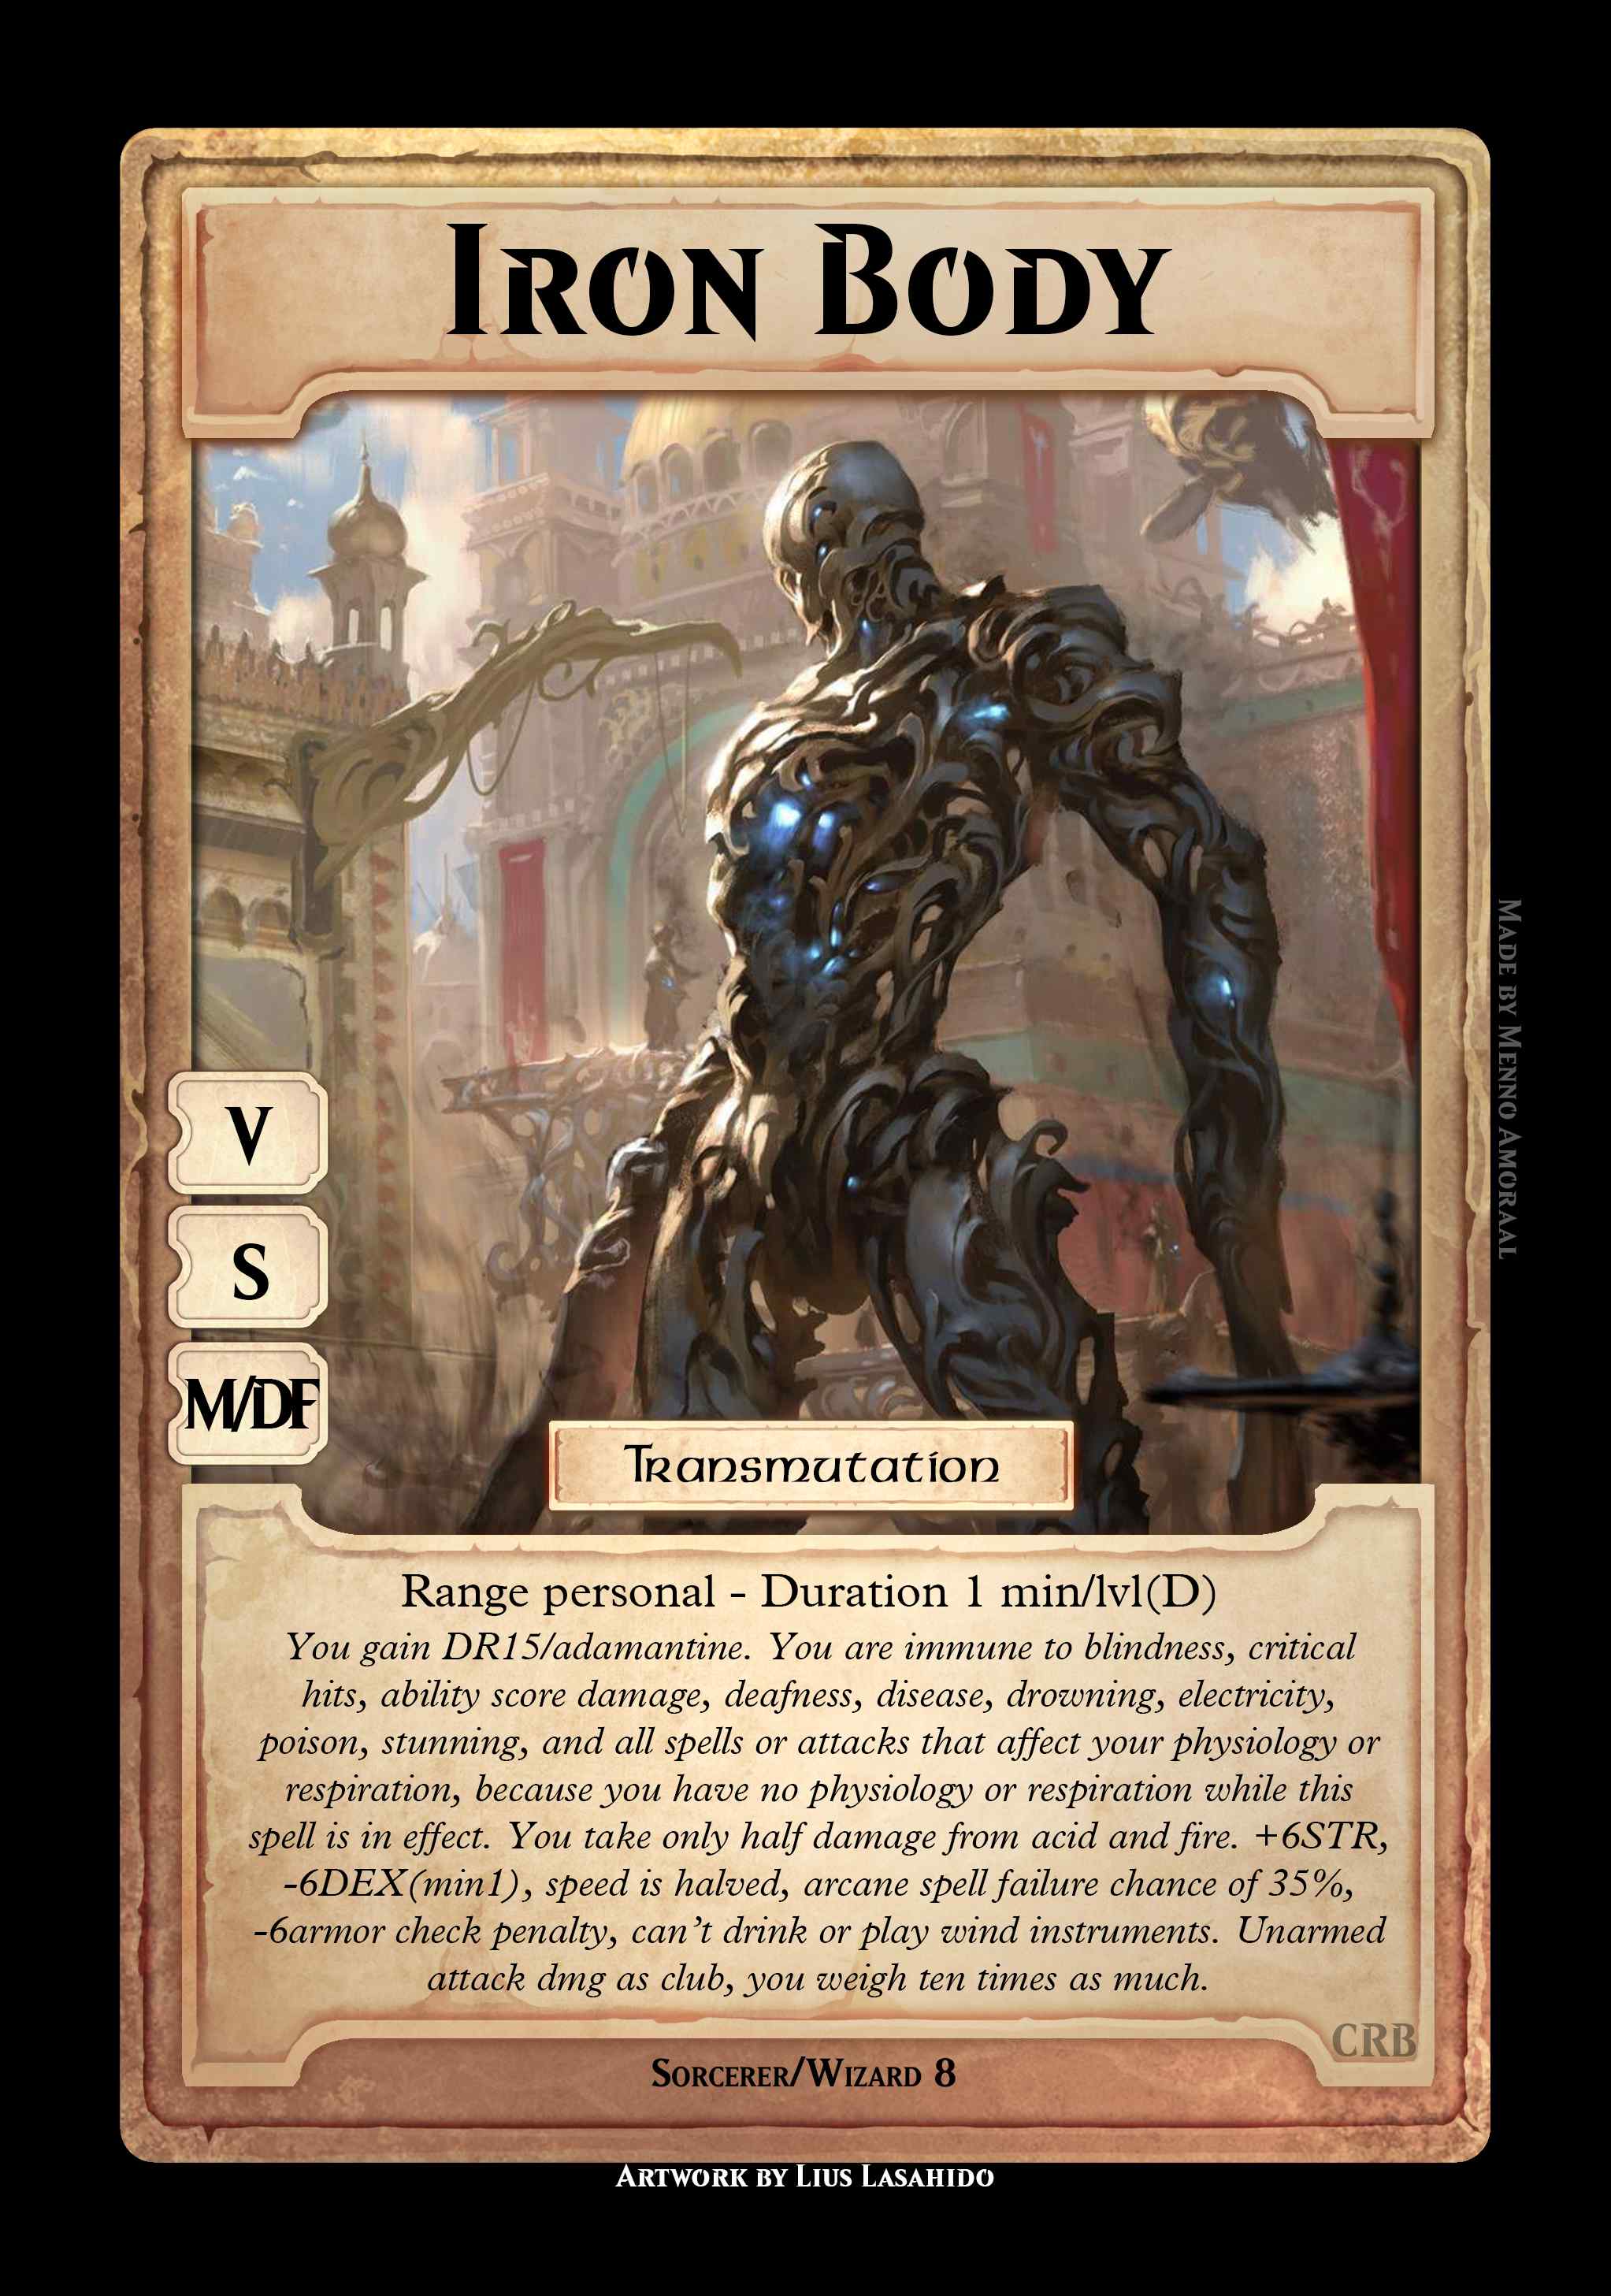 Iron Body
V
S
M/DF
Transmutation
Range personal - Duration 1 min/lvl(D)
You gain DR15/adamantine. You are immune to blindness, critical
hits, ability score damage, deafness, disease, drowning, electricity,
poison, stunning, and all spells or attacks that affect your physiology or
respiration, because you have no physiology or respiration while this
spell is in effect. You take only half damage from acid and fire. +6STR,
-6DEX(min1), speed is halved, arcane spell failure chance of 35%,
-6armor check penalty, can't drink or play wind instruments. Unarmed
attack dmg as club, you weigh ten times as much.
CRB
Sorcerer/Wizard 8
Artwork by Lius Lasahido
Made by Menno Amoraal